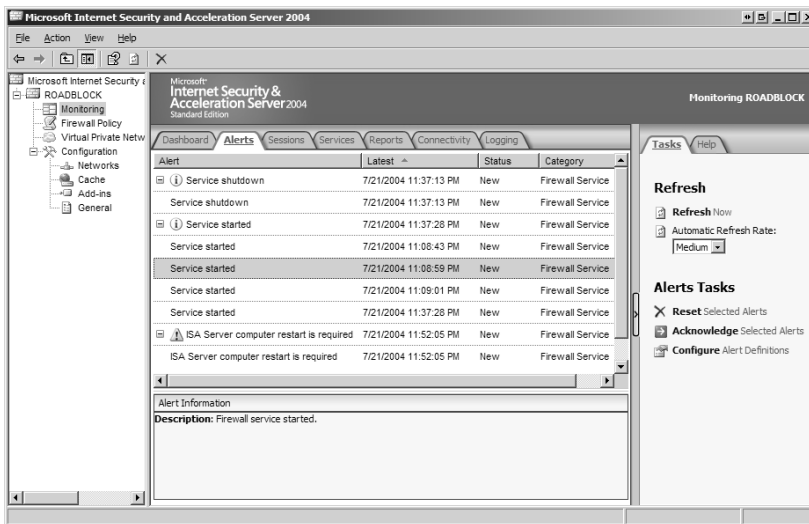 Microsoft Internet Security and Acceleration Server 2004
File Action View Help
Microsoft Internet Security a
ROADBLOCK
Monitoring
Firewall Policy
Virtual Private Netw
Configuration
Networks
Cache
Add-ins
General
Microsoft
Internet Security &
Acceleration Server 2004
Standard Edition
Monitoring ROADBLOCK
Dashboard Alerts Sessions Services Reports Connectivity Logging
Alert Latest Status Category
Service shutdown 7/21/2004 11:37:13 PM New Firewall Service
Service shutdown 7/21/2004 11:37:13 PM New Firewall Service
Service started 7/21/2004 11:37:28 PM New Firewall Service
Service started 7/21/2004 11:08:43 PM New Firewall Service
Service started 7/21/2004 11:08:59 PM New Firewall Service
Service started 7/21/2004 11:09:01 PM New Firewall Service
Service started 7/21/2004 11:37:28 PM New Firewall Service
ISA Server computer restart is required 7/21/2004 11:52:05 PM New Firewall Service
ISA Server computer restart is required 7/21/2004 11:52:05 PM New Firewall Service
Alert Information
Description: Firewall service started.
Tasks Help
Refresh
Refresh Now
Automatic Refresh Rate:
Medium
Alerts Tasks
Reset Selected Alerts
Acknowledge Selected Alerts
Configure Alert Definitions